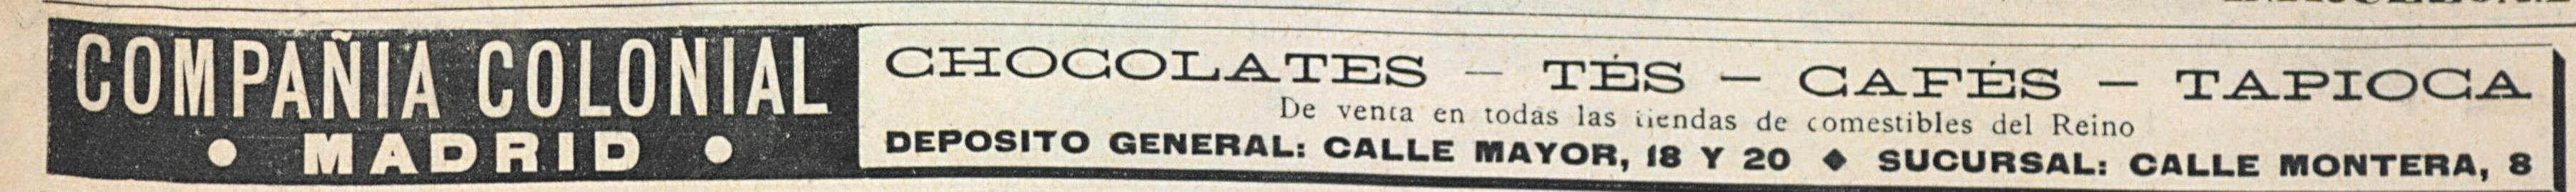 COMPAÑIA COLONIAL
• MADRID •
CHOCOLATES — TÉS — CAFÉS — TAPIOCA
De venta en todas las tiendas de comestibles del Reino
DEPOSITO GENERAL: CALLE MAYOR, 18 Y 20 ◆ SUCURSAL: CALLE MONTERA, 8